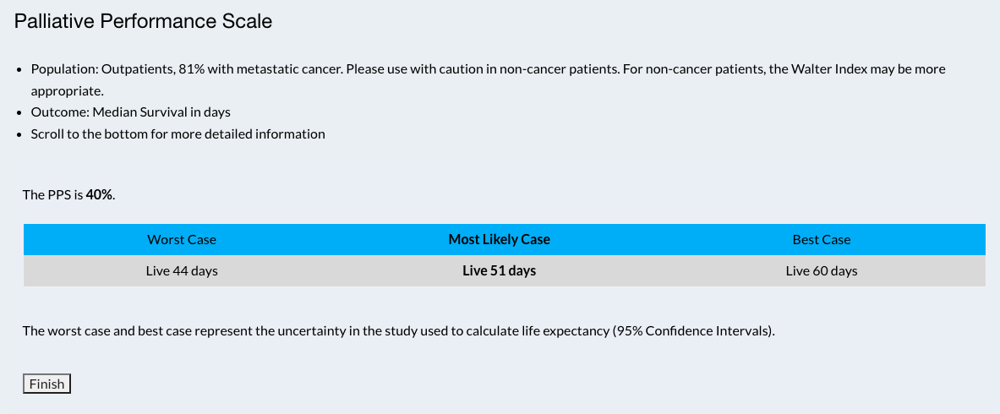 Palliative Performance Scale
• Population: Outpatients, 81% with metastatic cancer. Please use with caution in non-cancer patients. For non-cancer patients, the Walter Index may be more
appropriate.
• Outcome: Median Survival in days
• Scroll to the bottom for more detailed information
The PPS is 40%.
Worst Case Most Likely Case Best Case
Live 44 days Live 51 days Live 60 days
The worst case and best case represent the uncertainty in the study used to calculate life expectancy (95% Confidence Intervals).
Finish